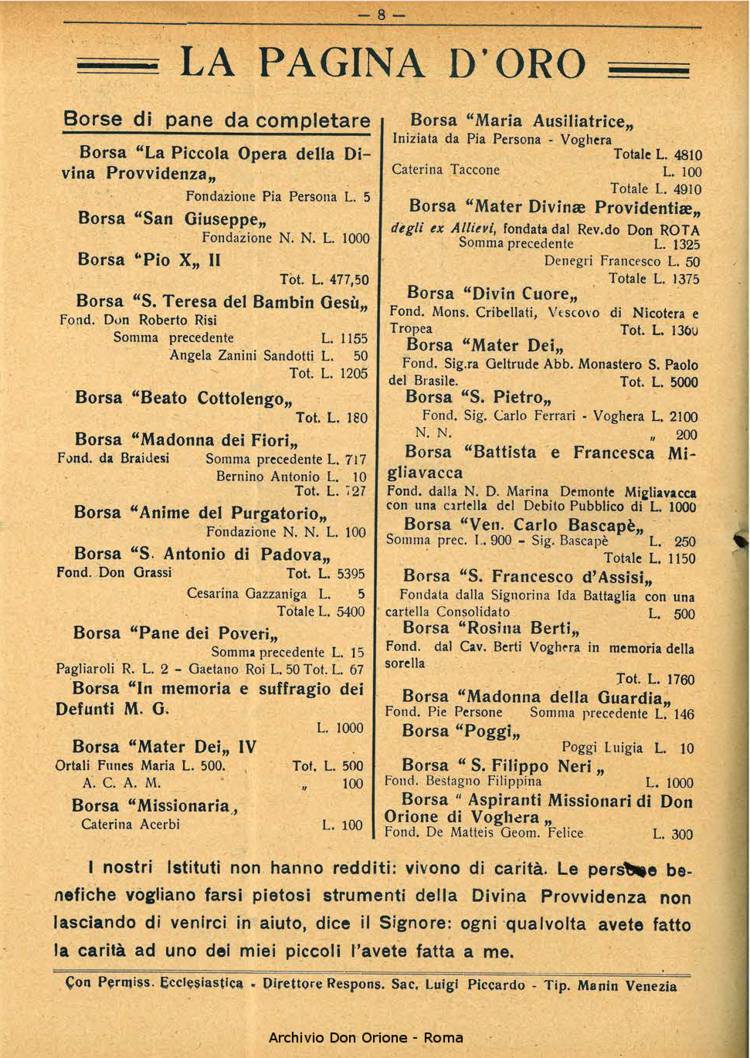 — 8 —
LA PAGINA D'ORO
Borse di pane da completare
Borsa “La Piccola Opera della Di-
vina Provvidenza„
Fondazione Pia Persona L. 5
Borsa “San Giuseppe„
Fondazione N. N. L. 1000
Borsa “Pio X„ II
Tot. L. 477,50
Borsa “S. Teresa del Bambin Gesù„
Fond. Don Roberto Risi
Somma precedente L. 1155
Angela Zanini Sandotti L. 50
Tot. L. 1205
Borsa “Beato Cottolengo„
Tot. L. 180
Borsa “Madonna dei Fiori„
Fond. da Braidesi Somma precedente L. 717
Bernino Antonio L. 10
Tot. L. 727
Borsa “Anime del Purgatorio„
Fondazione N. N. L. 100
Borsa “S. Antonio di Padova„
Fond. Don Grassi Tot. L. 5395
Cesarina Gazzaniga L. 5
Totale L. 5400
Borsa “Pane dei Poveri„
Somma precedente L. 15
Pagliaroli R. L. 2 - Gaetano Roi L. 50 Tot. L. 67
Borsa “In memoria e suffragio dei
Defunti M. G.
L. 1000
Borsa “Mater Dei„ IV
Ortali Funes Maria L. 500. Tot. L. 500
A. C. A. M. „ 100
Borsa “Missionaria„
Caterina Acerbi L. 100
Borsa “Maria Ausiliatrice„
Iniziata da Pia Persona - Voghera
Totale L. 4810
Caterina Taccone L. 100
Totale L. 4910
Borsa “Mater Divinæ Providentiæ„
degli ex Allievi, fondata dal Rev.do Don ROTA
Somma precedente L. 1325
Denegri Francesco L. 50
Totale L. 1375
Borsa “Divin Cuore„
Fond. Mons. Cribellati, Vescovo di Nicotera e
Tropea Tot. L. 1360
Borsa “Mater Dei„
Fond. Sig.ra Geltrude Abb. Monastero S. Paolo
del Brasile. Tot. L. 5000
Borsa “S. Pietro„
Fond. Sig. Carlo Ferrari - Voghera L. 2100
N. N. „ 200
Borsa “Battista e Francesca Mi-
gliavacca
Fond. dalla N. D. Marina Demonte Migliavacca
con una cartella del Debito Pubblico di L. 1000
Borsa “Ven. Carlo Bascapè„
Somma prec. L. 900 - Sig. Bascapè L. 250
Totale L. 1150
Borsa “S. Francesco d'Assisi„
Fondata dalla Signorina Ida Battaglia con una
cartella Consolidato L. 500
Borsa “Rosina Berti„
Fond. dal Cav. Berti Voghera in memoria della
sorella
Tot. L. 1760
Borsa “Madonna della Guardia„
Fond. Pie Persone Somma precedente L. 146
Borsa “Poggi„
Poggi Luigia L. 10
Borsa “ S. Filippo Neri „
Fond. Bestagno Filippina L. 1000
Borsa “ Aspiranti Missionari di Don
Orione di Voghera „
Fond. De Matteis Geom. Felice L. 300
I nostri Istituti non hanno redditi: vivono di carità. Le persone be-
nefiche vogliano farsi pietosi strumenti della Divina Provvidenza non
lasciando di venirci in aiuto, dice il Signore: ogni qualvolta avete fatto
la carità ad uno dei miei piccoli l'avete fatta a me.
Con Permiss. Ecclesiastica - Direttore Respons. Sac. Luigi Piccardo - Tip. Manin Venezia
Archivio Don Orione - Roma